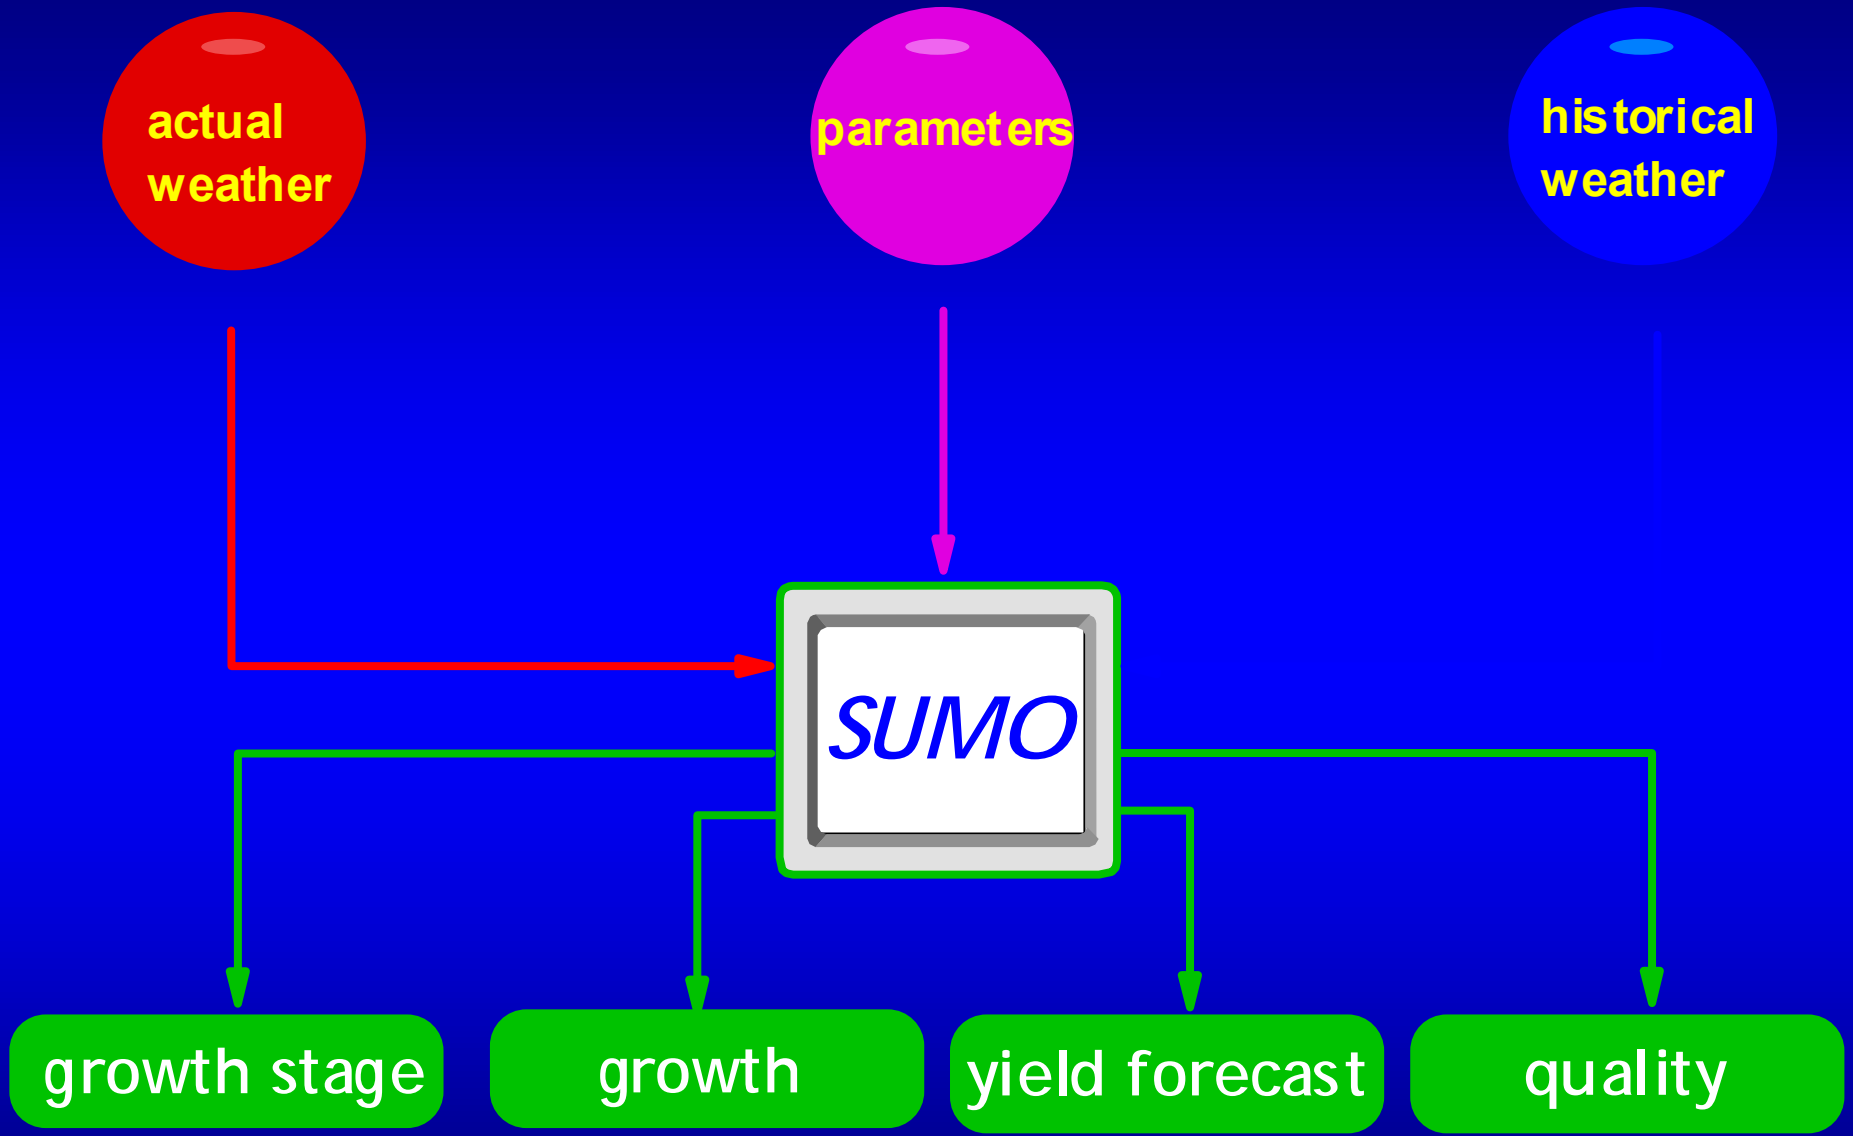 actual
weather
parameters
historical
weather
SUMO
growth stage
growth
yield forecast
quality